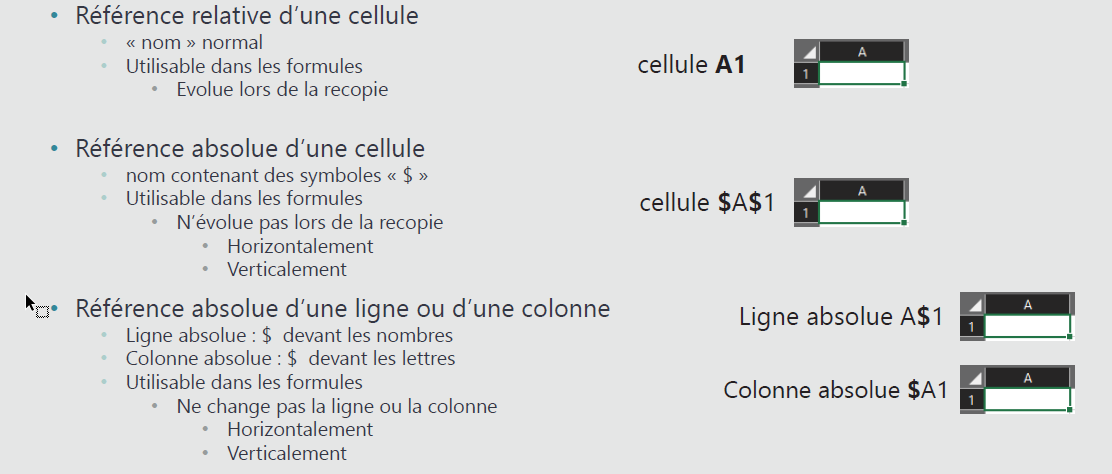 • Référence relative d’une cellule
• « nom » normal
• Utilisable dans les formules
• Evolue lors de la recopie
cellule A1
A
1
• Référence absolue d’une cellule
• nom contenant des symboles « $ »
• Utilisable dans les formules
• N’évolue pas lors de la recopie
• Horizontalement
• Verticalement
cellule $A$1
A
1
• Référence absolue d’une ligne ou d’une colonne
• Ligne absolue : $ devant les nombres
• Colonne absolue : $ devant les lettres
• Utilisable dans les formules
• Ne change pas la ligne ou la colonne
• Horizontalement
• Verticalement
Ligne absolue A$1
A
1
Colonne absolue $A1
A
1